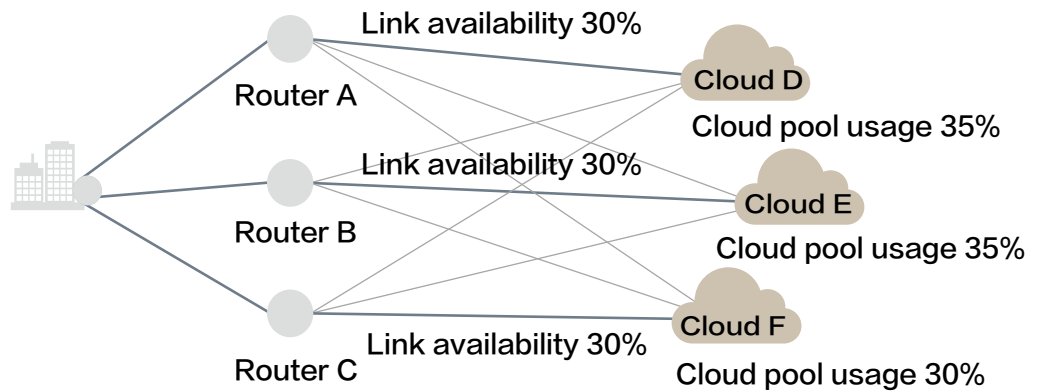 Link availability 30%
Router A
Cloud D
Cloud pool usage 35%
Link availability 30%
Router B
Cloud E
Cloud pool usage 35%
Cloud F
Link availability 30%
Router C
Cloud pool usage 30%